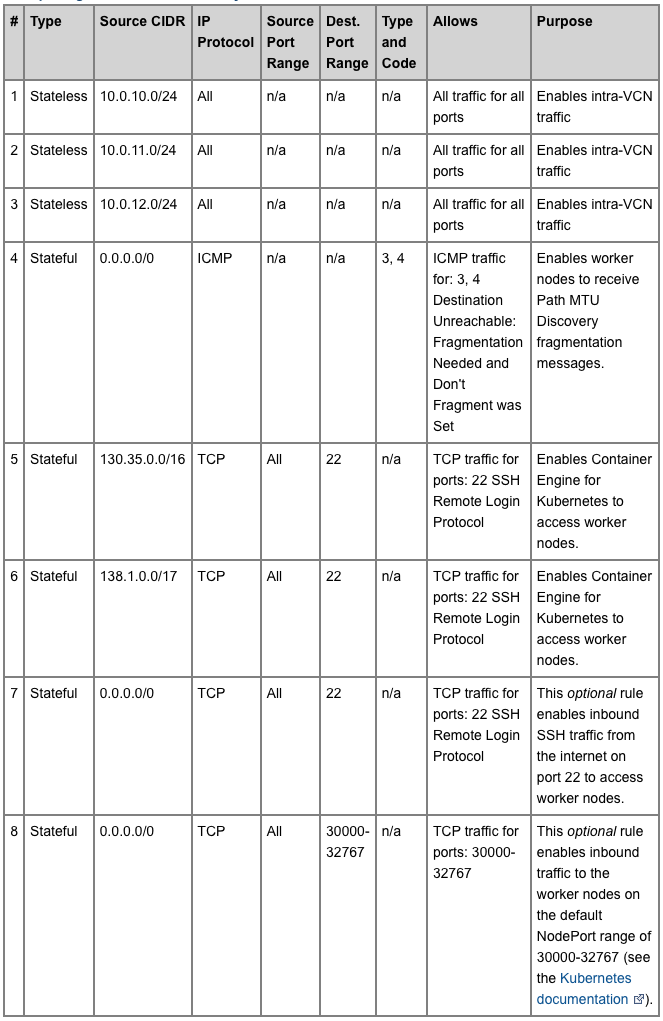 # Type Source CIDR IP Protocol Source Port Range Dest. Port Range Type and Code Allows Purpose
1 Stateless 10.0.10.0/24 All n/a n/a n/a All traffic for all ports Enables intra-VCN traffic
2 Stateless 10.0.11.0/24 All n/a n/a n/a All traffic for all ports Enables intra-VCN traffic
3 Stateless 10.0.12.0/24 All n/a n/a n/a All traffic for all ports Enables intra-VCN traffic
4 Stateful 0.0.0.0/0 ICMP n/a n/a 3, 4 ICMP traffic for: 3, 4 Destination Unreachable: Fragmentation Needed and Don't Fragment was Set Enables worker nodes to receive Path MTU Discovery fragmentation messages.
5 Stateful 130.35.0.0/16 TCP All 22 n/a TCP traffic for ports: 22 SSH Remote Login Protocol Enables Container Engine for Kubernetes to access worker nodes.
6 Stateful 138.1.0.0/17 TCP All 22 n/a TCP traffic for ports: 22 SSH Remote Login Protocol Enables Container Engine for Kubernetes to access worker nodes.
7 Stateful 0.0.0.0/0 TCP All 22 n/a TCP traffic for ports: 22 SSH Remote Login Protocol This optional rule enables inbound SSH traffic from the internet on port 22 to access worker nodes.
8 Stateful 0.0.0.0/0 TCP All 30000-32767 n/a TCP traffic for ports: 30000-32767 This optional rule enables inbound traffic to the worker nodes on the default NodePort range of 30000-32767 (see the Kubernetes documentation).